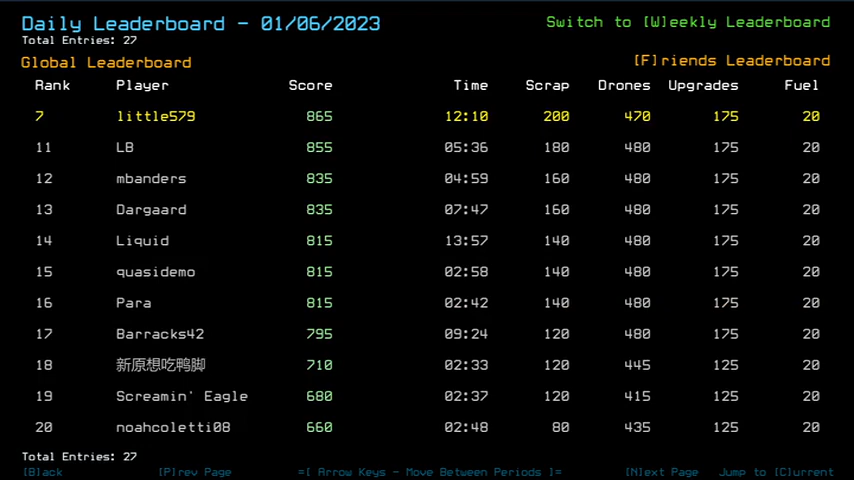 Daily Leaderboard - 01/06/2023 Switch to [W]eekly Leaderboard
Total Entries: 27
Global Leaderboard [F]riends Leaderboard
Rank Player Score Time Scrap Drones Upgrades Fuel
7 little579 865 12:10 200 470 175 20
11 LB 855 05:36 180 480 175 20
12 mbanders 835 04:59 160 480 175 20
13 Dargaard 835 07:47 160 480 175 20
14 Liquid 815 13:57 140 480 175 20
15 quasidemo 815 02:58 140 480 175 20
16 Para 815 02:42 140 480 175 20
17 Barracks42 795 09:24 120 480 175 20
18 新原想吃鸭脚 710 02:33 120 445 125 20
19 Screamin' Eagle 680 02:37 120 415 125 20
20 noahcoletti08 660 02:48 80 435 125 20
Total Entries: 27
[B]ack [P]rev Page =[ Arrow Keys - Move Between Periods ]= [N]ext Page Jump to [C]urrent